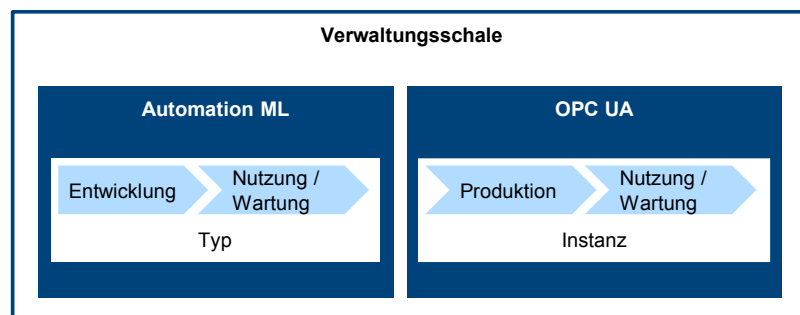 Verwaltungsschale
Automation ML
OPC UA
Entwicklung
Nutzung /
Wartung
Produktion
Nutzung /
Wartung
Typ
Instanz